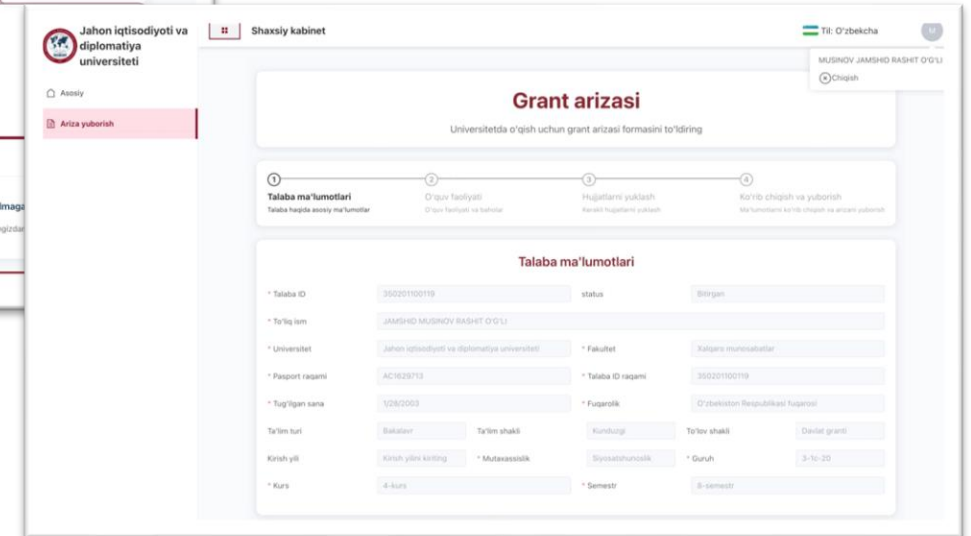 Jahon iqtisodiyoti va
diplomatiya
universiteti
Shaxsiy kabinet
Til: O'zbekcha
M
MUSINOV JAMSHID RASHIT O'G'LI
Chiqish
Asosiy
Ariza yuborish
Grant arizasi
Universitetda o'qish uchun grant arizasi formasini to'ldiring
1 2 3 4
Talaba ma'lumotlari O'quv faoliyati Hujjatlarni yuklash Ko'rib chiqish va yuborish
Talaba haqida asosiy ma'lumotlar O'quv faoliyati va baholar Kerakli hujjatlarni yuklash Ma'lumotlarni ko'rib chiqish va arizani yuborish
Talaba ma'lumotlari
* Talaba ID 350201100119 status Bitirgan
* To'liq ism JAMSHID MUSINOV RASHIT O'G'LI
* Universitet Jahon iqtisodiyoti va diplomatiya universiteti * Fakultet Xalqaro munosabatlar
* Pasport raqami AC1629713 * Talaba ID raqami 350201100119
* Tug'ilgan sana 1/28/2003 * Fuqarolik O'zbekiston Respublikasi fuqarosi
Ta'lim turi Bakalavr Ta'lim shakli Kunduzgi To'lov shakli Davlat granti
Kirish yili Kirish yilini kiriting * Mutaxassislik Siyosatshunoslik * Guruh 3-1c-20
* Kurs 4-kurs * Semestr 8-semestr